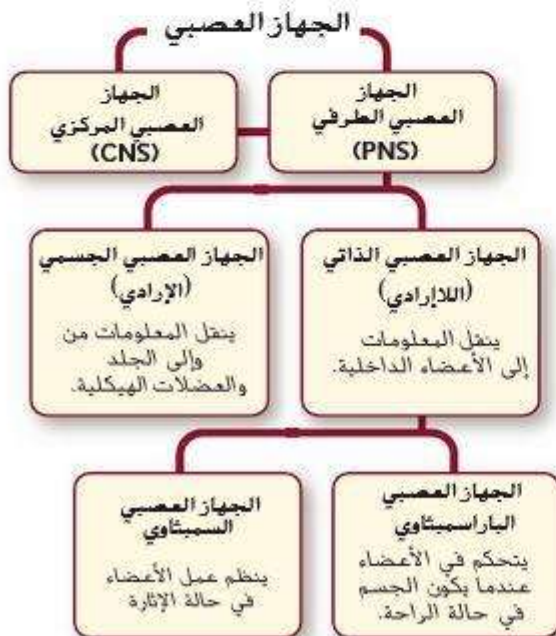 الجهاز العصبي
الجهاز
العصبي الطرفي
(PNS)
الجهاز
العصبي المركزي
(CNS)
الجهاز العصبي الذاتي
(اللاإرادي)
ينقل المعلومات
إلى الأعضاء الداخلية.
الجهاز العصبي الجسمي
(الإرادي)
ينقل المعلومات من
وإلى الجلد
والعضلات الهيكلية.
الجهاز العصبي
الباراسمبثاوي
يتحكم في الأعضاء
عندما يكون الجسم
في حالة الراحة.
الجهاز العصبي
السمبثاوي
ينظم عمل الأعضاء
في حالة الإثارة